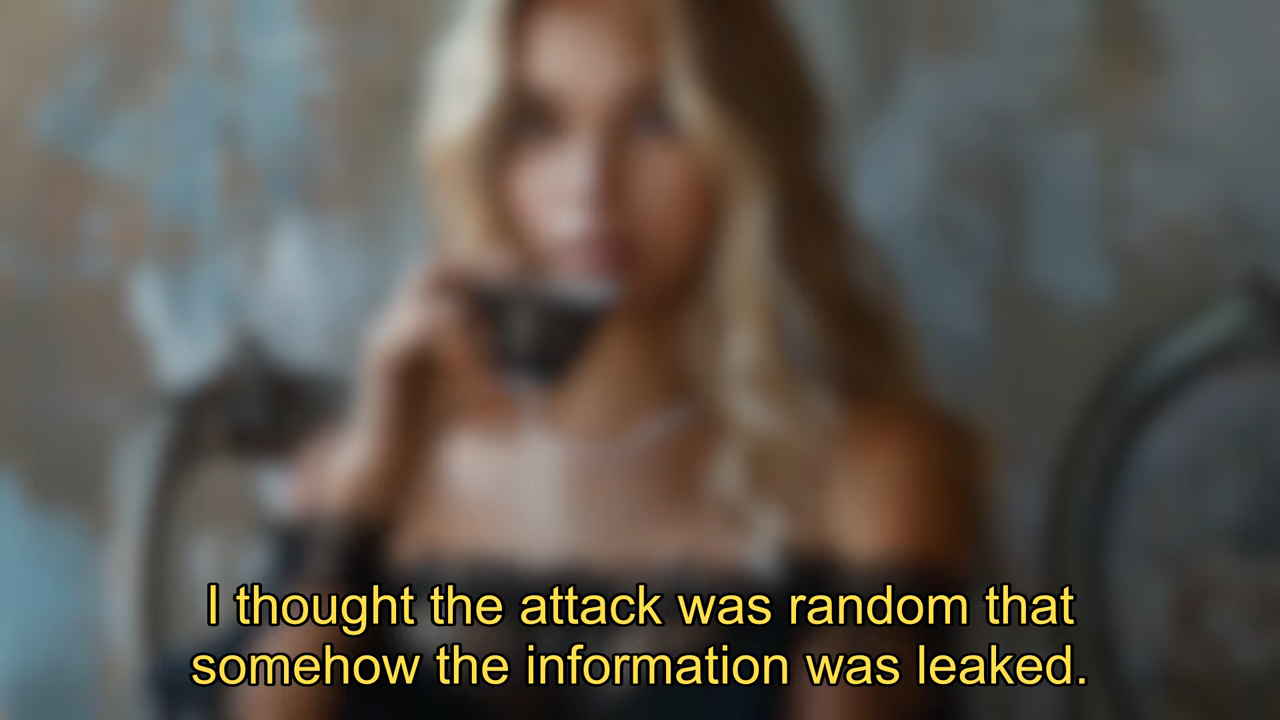 I thought the attack was random that
somehow the information was leaked.